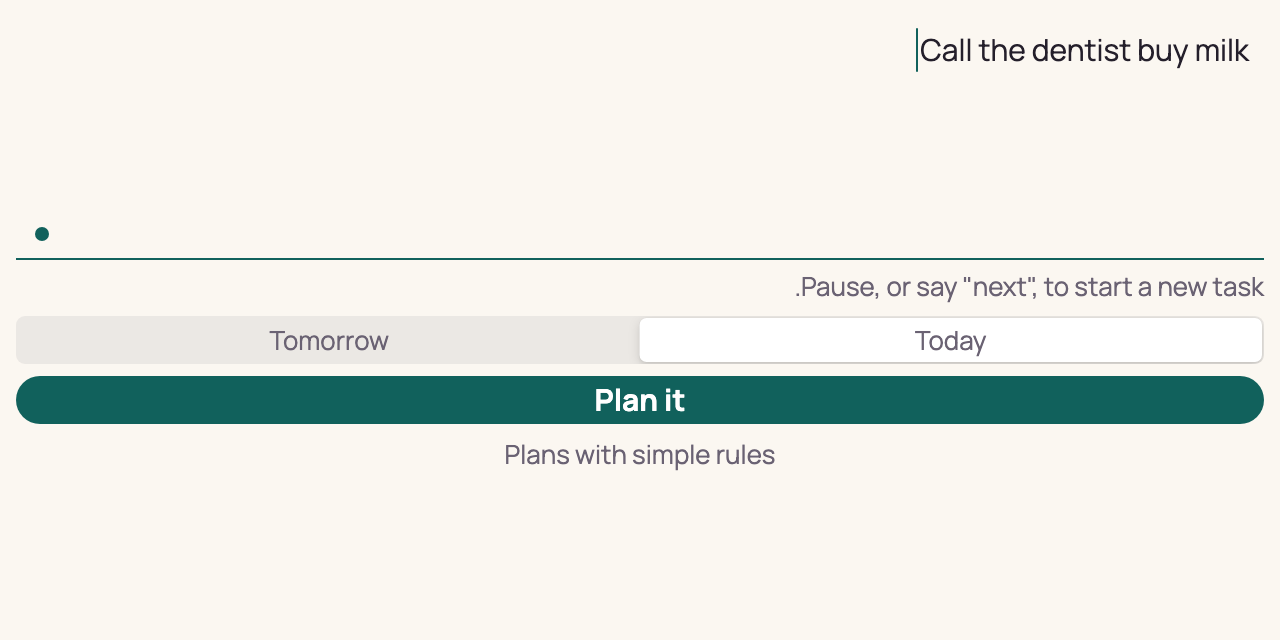 Call the dentist buy milk
.Pause, or say "next", to start a new task
Today
Tomorrow
Plan it
Plans with simple rules